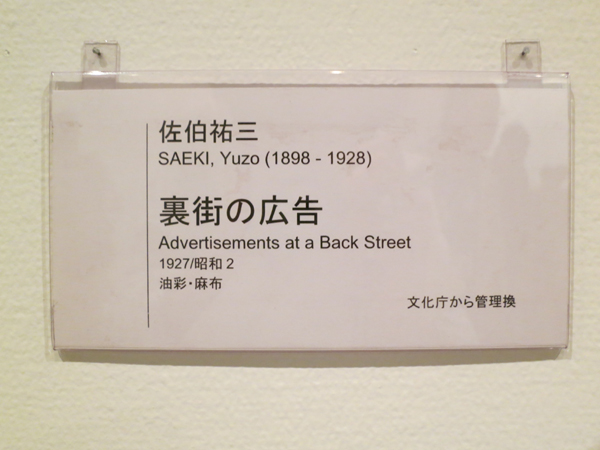 佐伯祐三
SAEKI, Yuzo (1898 - 1928)
裏街の広告
Advertisements at a Back Street
1927/昭和2
油彩・麻布
文化庁から管理換